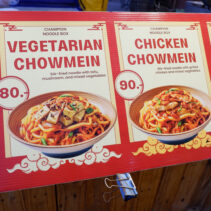 CHAMPION
NOODLE BOX
VEGETARIAN
CHOWMEIN
Stir-fried noodle with tofu,
mushroom, and mixed vegetables
80.-
CHAMPION
NOODLE BOX
CHICKEN
CHOWMEIN
Stir-fried noodle with
chicken and mixed vegetables
90.-